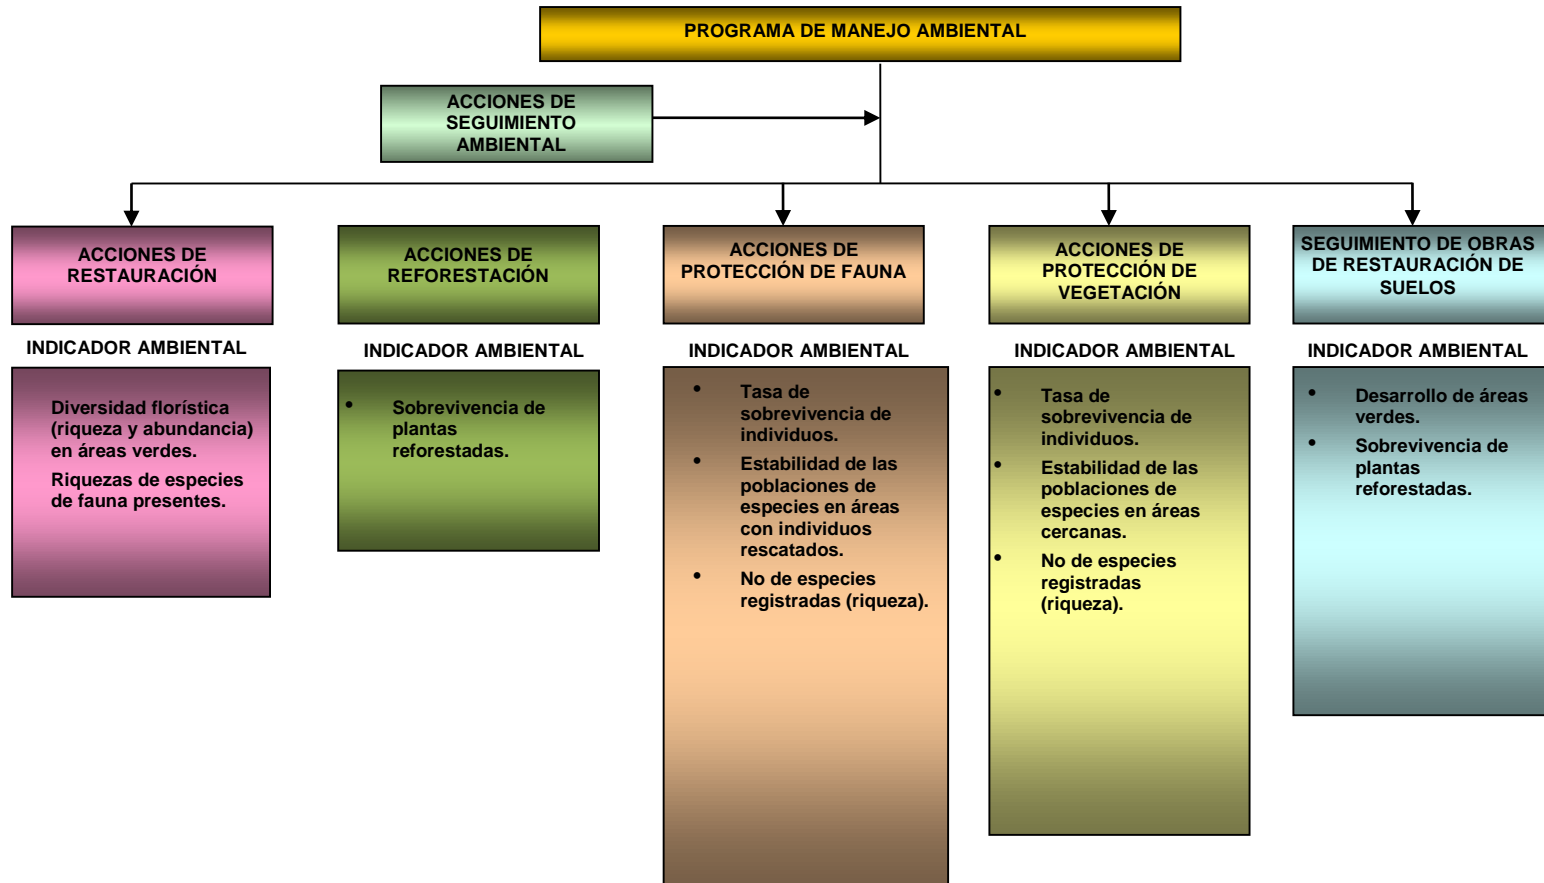 PROGRAMA DE MANEJO AMBIENTAL
ACCIONES DE
SEGUIMIENTO
AMBIENTAL
ACCIONES DE
RESTAURACIÓN
ACCIONES DE
REFORESTACIÓN
ACCIONES DE
PROTECCIÓN DE FAUNA
ACCIONES DE
PROTECCIÓN DE
VEGETACIÓN
SEGUIMIENTO DE OBRAS
DE RESTAURACIÓN DE
SUELOS
INDICADOR AMBIENTAL
Diversidad florística
(riqueza y abundancia)
en áreas verdes.
Riquezas de especies
de fauna presentes.
INDICADOR AMBIENTAL
• Sobrevivencia de
plantas
reforestadas.
INDICADOR AMBIENTAL
• Tasa de
sobrevivencia de
individuos.
• Estabilidad de las
poblaciones de
especies en áreas
con individuos
rescatados.
• No de especies
registradas (riqueza).
INDICADOR AMBIENTAL
• Tasa de
sobrevivencia de
individuos.
• Estabilidad de las
poblaciones de
especies en áreas
cercanas.
• No de especies
registradas
(riqueza).
INDICADOR AMBIENTAL
• Desarrollo de áreas
verdes.
• Sobrevivencia de
plantas
reforestadas.